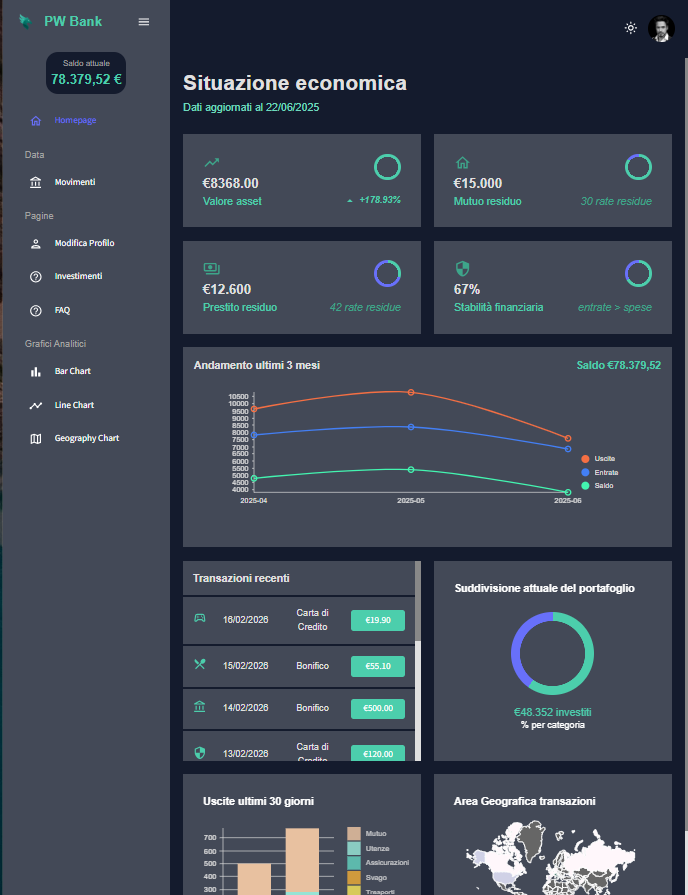 PW Bank
Saldo attuale
78.379,52 €
Homepage
Data
Movimenti
Pagine
Modifica Profilo
Investimenti
FAQ
Grafici Analitici
Bar Chart
Line Chart
Geography Chart
Situazione economica
Dati aggiornati al 22/06/2025
€8368.00
Valore asset
+178.93%
€15.000
Mutuo residuo
30 rate residue
€12.600
Prestito residuo
42 rate residue
67%
Stabilità finanziaria
entrate > spese
Andamento ultimi 3 mesi
Saldo €78.379,52
10500
10000
9500
9000
8500
8000
7500
7000
6500
6000
5500
5000
4500
4000
2025-04
2025-05
2025-06
Uscite
Entrate
Saldo
Transazioni recenti
16/02/2026 Carta di Credito €19.90
15/02/2026 Bonifico €55.10
14/02/2026 Bonifico €500.00
13/02/2026 Carta di Credito €120.00
Suddivisione attuale del portafoglio
€48.352 investiti
% per categoria
Uscite ultimi 30 giorni
700
600
500
400
300
Mutuo
Utenze
Assicurazioni
Svago
Trasporti
Area Geografica transazioni